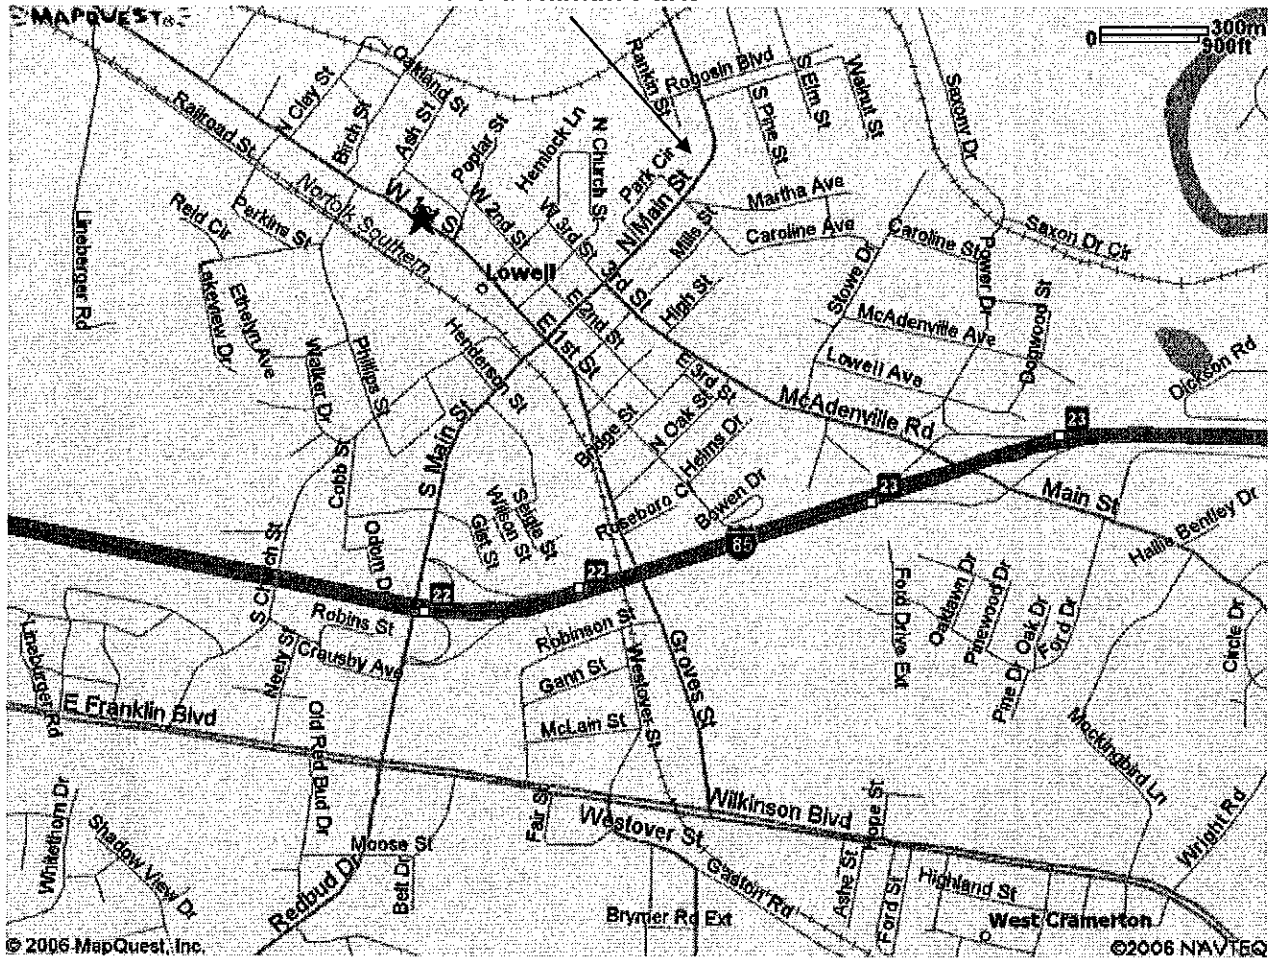 MAPQUEST
0 300m
900ft
Rankin St
Rogosin Blvd
S Elm St
Walnut St
S Pine St
Saxony Dr
N Clay St
Oakland St
Railroad St
Birch St
Ash St
Poplar St
Hemlock Ln
N Church St
Park Cir
N Main St
Martha Ave
Mills St
Caroline Ave
Caroline St
Saxon Dr Cir
Power Dr
Norfolk Southern
W 1st St
W 2nd St
W 3rd St
Reid Cir
Perkins St
Lineberger Rd
Lakeview Dr
Ethelyn Ave
Lowell
3rd St
High St
Stowe Dr
McAdenville Ave
Dogwood St
Dickson Rd
E 2nd St
E 1st St
Henderson St
Walker Dr
Phillips St
E 3rd St
Lowell Ave
McAdenville Rd
23
Bridge St
N Oak St
Helms Dr
S Main St
Cobb St
Roseboro Cr
Bowen Dr
23
Main St
Hallie Bentley Dr
Seigle St
Wilson St
Gist St
Odom Dr
S Church St
85
22
22
Robins St
Crausby Ave
Neely St
Robinson St
Gann St
McLain St
Westover St
Groves St
Ford Drive Ext
Oaklawn Dr
Pinewood Dr
Oak Dr
Ford Dr
Pine Dr
Circle Dr
Lineberger Rd
E Franklin Blvd
Old Red Bud Dr
Mockingbird Ln
Wright Rd
Wilkinson Blvd
Hope St
Fair St
Westover St
Whitethorn Dr
Shadow View Dr
Moose St
Redbud Dr
Belt Dr
Gaston Rd
Ashe St
Ford St
Highland St
Brymer Rd Ext
West Cramerton
© 2006 MapQuest, Inc.
©2006 NAVTEQ